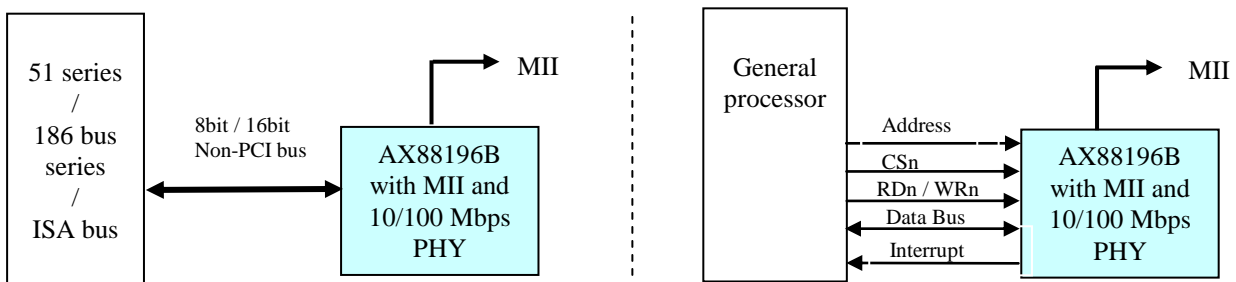 51 series
/
186 bus
series
/
ISA bus
8bit / 16bit
Non-PCI bus
MII
AX88196B
with MII and
10/100 Mbps
PHY
General
processor
Address
CSn
RDn / WRn
Data Bus
Interrupt
MII
AX88196B
with MII and
10/100 Mbps
PHY